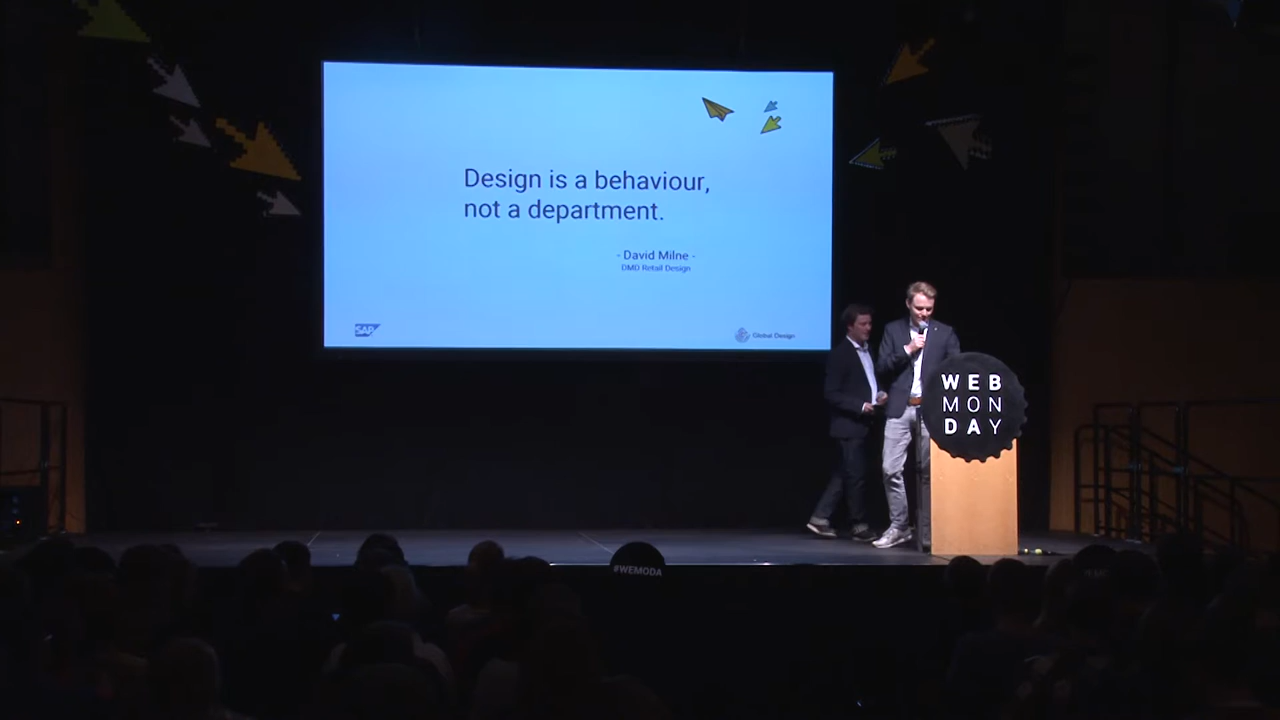 Design is a behaviour,
not a department.
- David Milne -
DMD Retail Design
SAP
Global Design
WEB
MON
DAY
#WEMODA